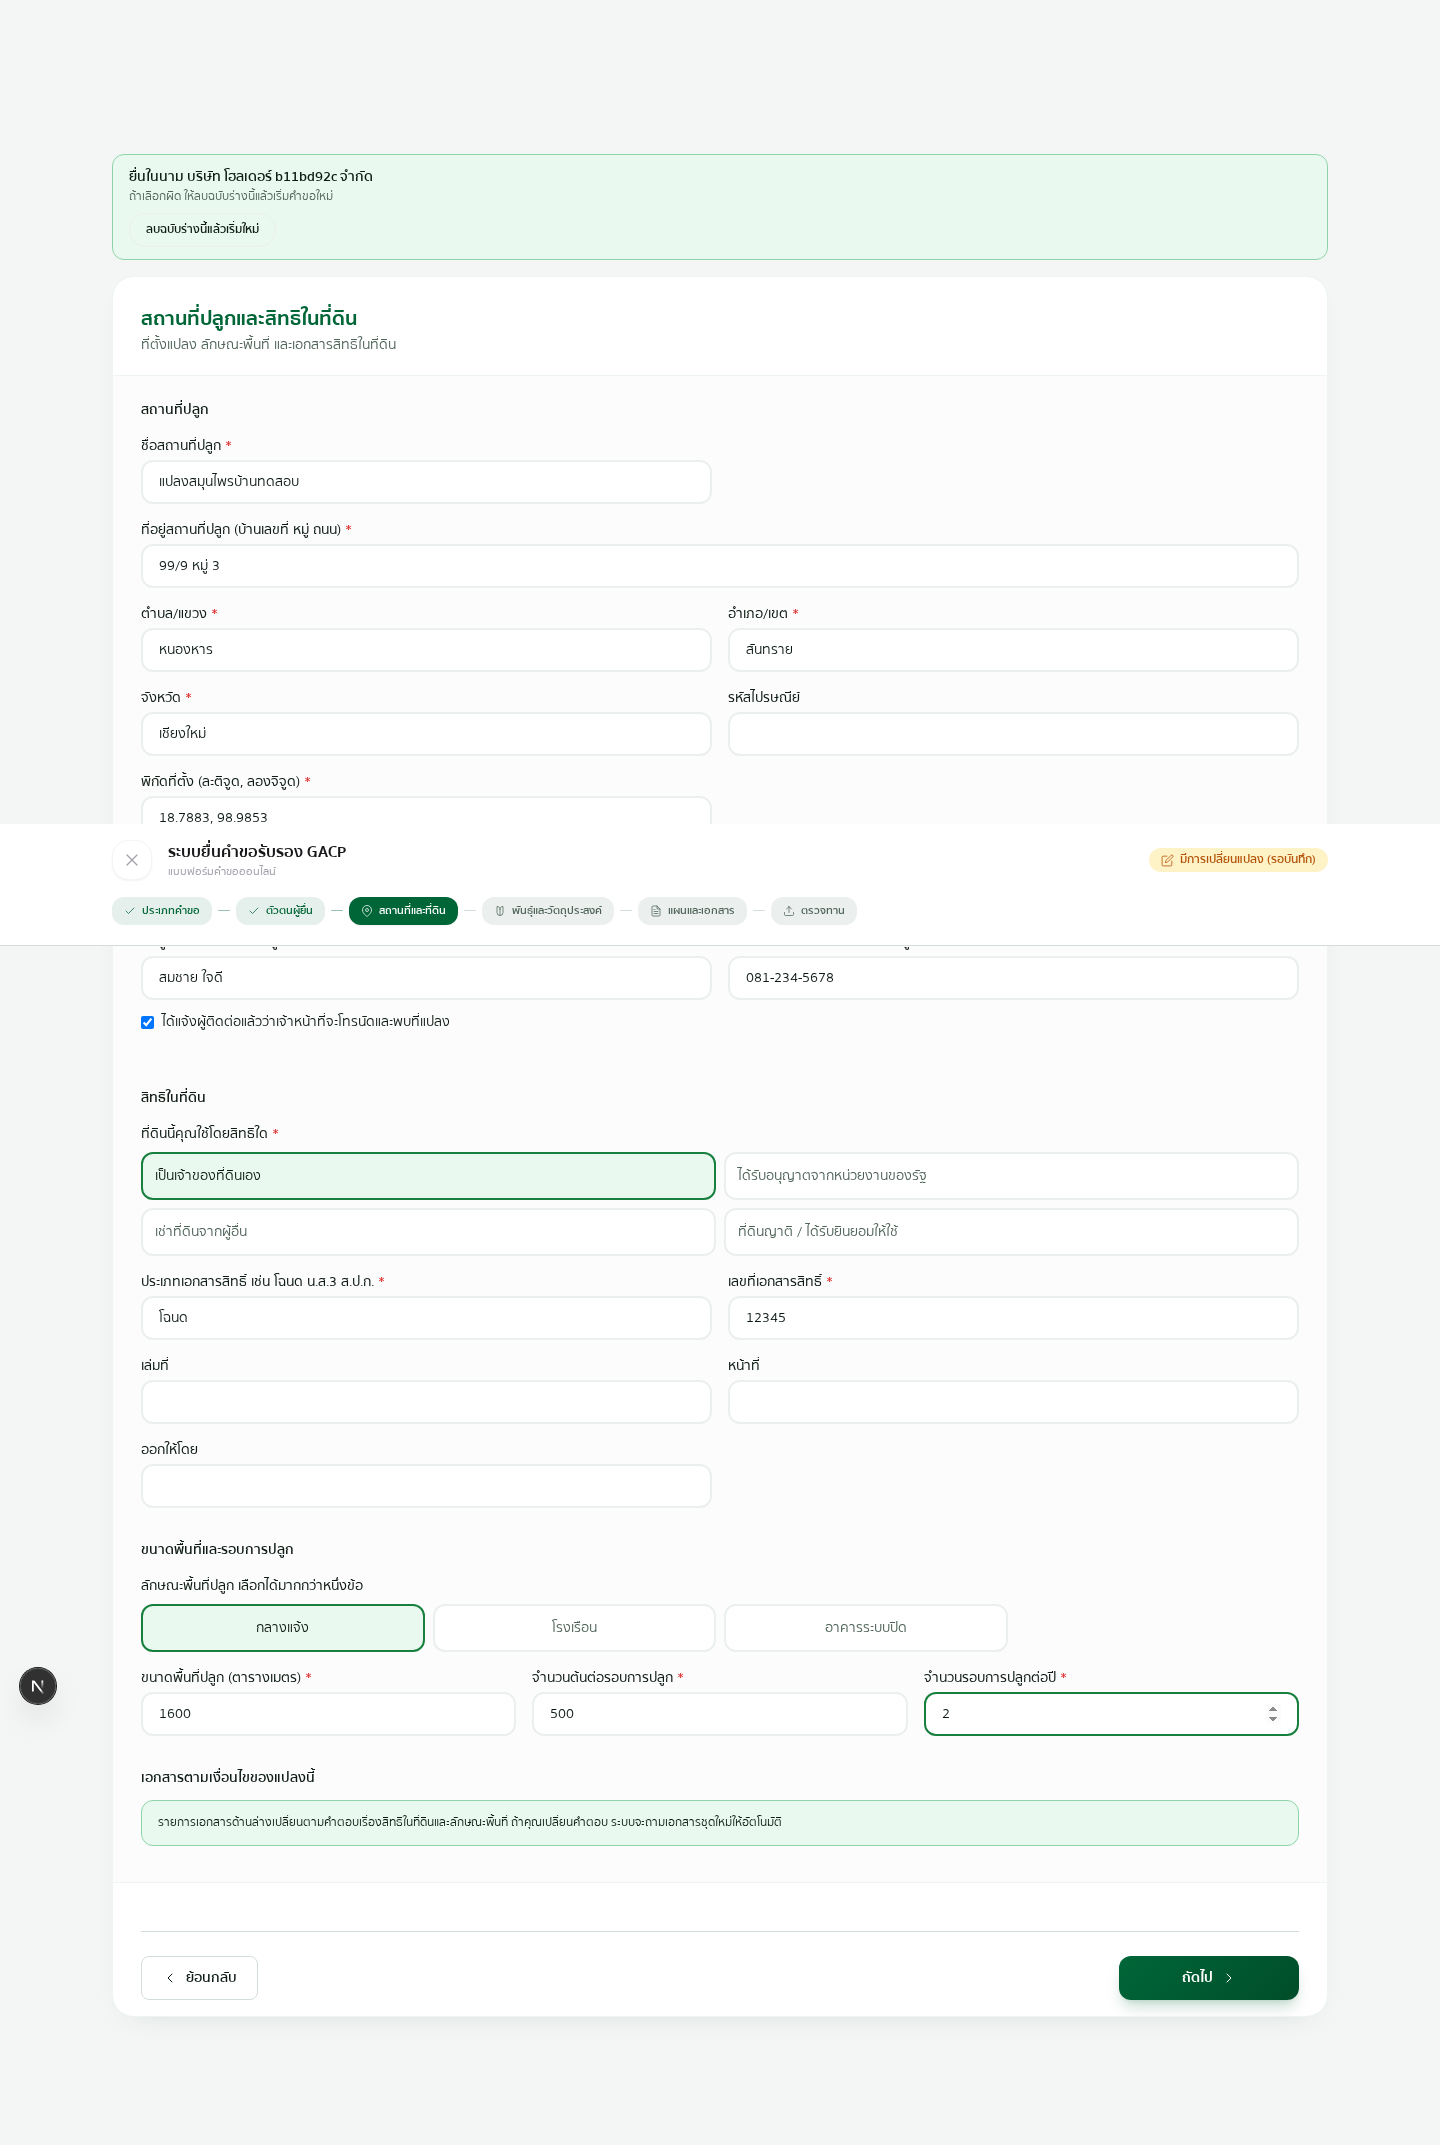 ยื่นในนาม บริษัท โฮลเดอร์ b11bd92c จำกัด
ถ้าเลือกผิด ให้ลบฉบับร่างนี้แล้วเริ่มคำขอใหม่
ลบฉบับร่างนี้แล้วเริ่มใหม่
สถานที่ปลูกและสิทธิในที่ดิน
ที่ตั้งแปลง ลักษณะพื้นที่ และเอกสารสิทธิในที่ดิน
สถานที่ปลูก
ชื่อสถานที่ปลูก *
แปลงสมุนไพรบ้านทดสอบ
ที่อยู่สถานที่ปลูก (บ้านเลขที่ หมู่ ถนน) *
99/9 หมู่ 3
ตำบล/แขวง * อำเภอ/เขต *
หนองหาร สันทราย
จังหวัด * รหัสไปรษณีย์
เชียงใหม่
พิกัดที่ตั้ง (ละติจูด, ลองจิจูด) *
18.7883, 98.9853
ระบบยื่นคำขอรับรอง GACP
แบบฟอร์มคำขอออนไลน์
มีการเปลี่ยนแปลง (รอบันทึก)
ประเภทคำขอ ตัวตนผู้ยื่น สถานที่และที่ดิน พันธุ์และวัตถุประสงค์ แผนและเอกสาร ตรวจทาน
สมชาย ใจดี 081-234-5678
ได้แจ้งผู้ติดต่อแล้วว่าเจ้าหน้าที่จะโทรนัดและพบที่แปลง
สิทธิในที่ดิน
ที่ดินนี้คุณใช้โดยสิทธิใด *
เป็นเจ้าของที่ดินเอง ได้รับอนุญาตจากหน่วยงานของรัฐ
เช่าที่ดินจากผู้อื่น ที่ดินญาติ / ได้รับยินยอมให้ใช้
ประเภทเอกสารสิทธิ์ เช่น โฉนด น.ส.3 ส.ป.ก. * เลขที่เอกสารสิทธิ์ *
โฉนด 12345
เล่มที่ หน้าที่
ออกให้โดย
ขนาดพื้นที่และรอบการปลูก
ลักษณะพื้นที่ปลูก เลือกได้มากกว่าหนึ่งข้อ
กลางแจ้ง โรงเรือน อาคารระบบปิด
ขนาดพื้นที่ปลูก (ตารางเมตร) * จำนวนต้นต่อรอบการปลูก * จำนวนรอบการปลูกต่อปี *
1600 500 2
เอกสารตามเงื่อนไขของแปลงนี้
รายการเอกสารด้านล่างเปลี่ยนตามคำตอบเรื่องสิทธิในที่ดินและลักษณะพื้นที่ ถ้าคุณเปลี่ยนคำตอบ ระบบจะถามเอกสารชุดใหม่ให้อัตโนมัติ
ย้อนกลับ ถัดไป